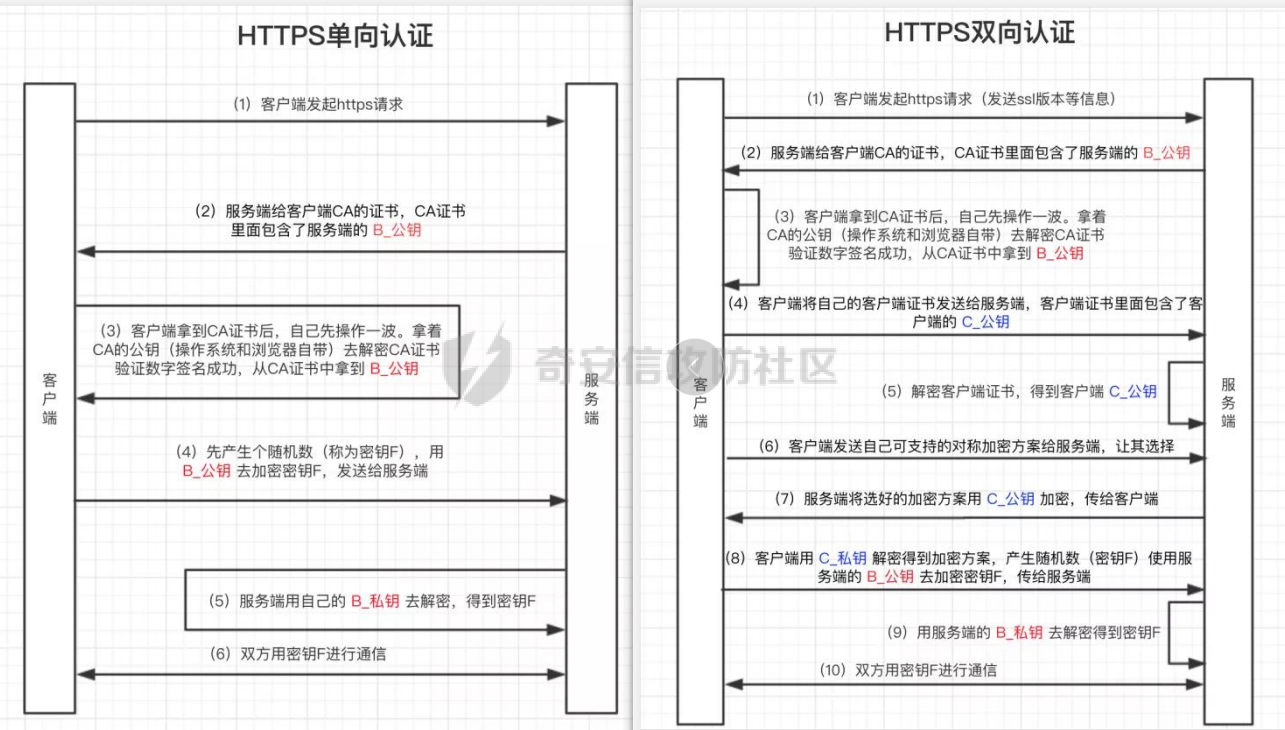 HTTPS单向认证
（1）客户端发起https请求
（2）服务端给客户端CA的证书，CA证书
里面包含了服务端的 B_公钥
（3）客户端拿到CA证书后，自己先操作一波。拿着
CA的公钥（操作系统和浏览器自带）去解密CA证书
验证数字签名成功，从CA证书中拿到 B_公钥
客户端
服务端
（4）先产生个随机数（称为密钥F），用
B_公钥 去加密密钥F，发送给服务端
（5）服务端用自己的 B_私钥 去解密，得到密钥F
（6）双方用密钥F进行通信
HTTPS双向认证
（1）客户端发起https请求（发送ssl版本等信息）
（2）服务端给客户端CA的证书，CA证书里面包含了服务端的 B_公钥
（3）客户端拿到CA证书后，自己先操作一波。拿着
CA的公钥（操作系统和浏览器自带）去解密CA证书
验证数字签名成功，从CA证书中拿到 B_公钥
（4）客户端将自己的客户端证书发送给服务端，客户端证书里面包含了客
户端的 C_公钥
客户端
服务端
（5）解密客户端证书，得到客户端 C_公钥
（6）客户端发送自己可支持的对称加密方案给服务端，让其选择
（7）服务端将选好的加密方案用 C_公钥 加密，传给客户端
（8）客户端用 C_私钥 解密得到加密方案，产生随机数（密钥F）使用服
务端的 B_公钥 去加密密钥F，传给服务端
（9）用服务端的 B_私钥 去解密得到密钥F
（10）双方用密钥F进行通信
奇安信攻防社区